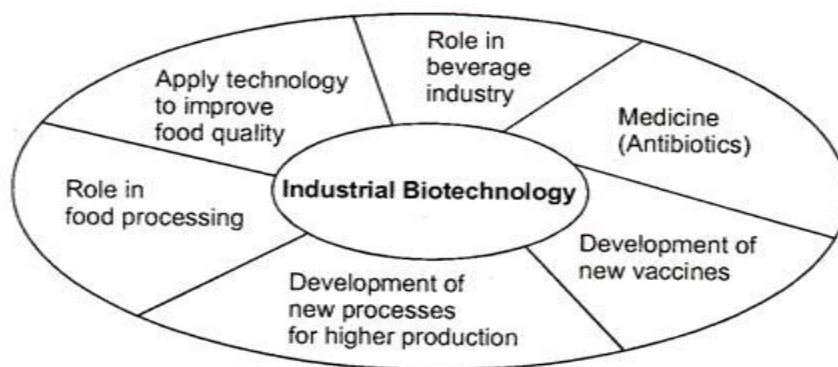 Role in
beverage
industry
Apply technology
to improve
food quality
Medicine
(Antibiotics)
Industrial Biotechnology
Role in
food processing
Development of
new vaccines
Development of
new processes
for higher production